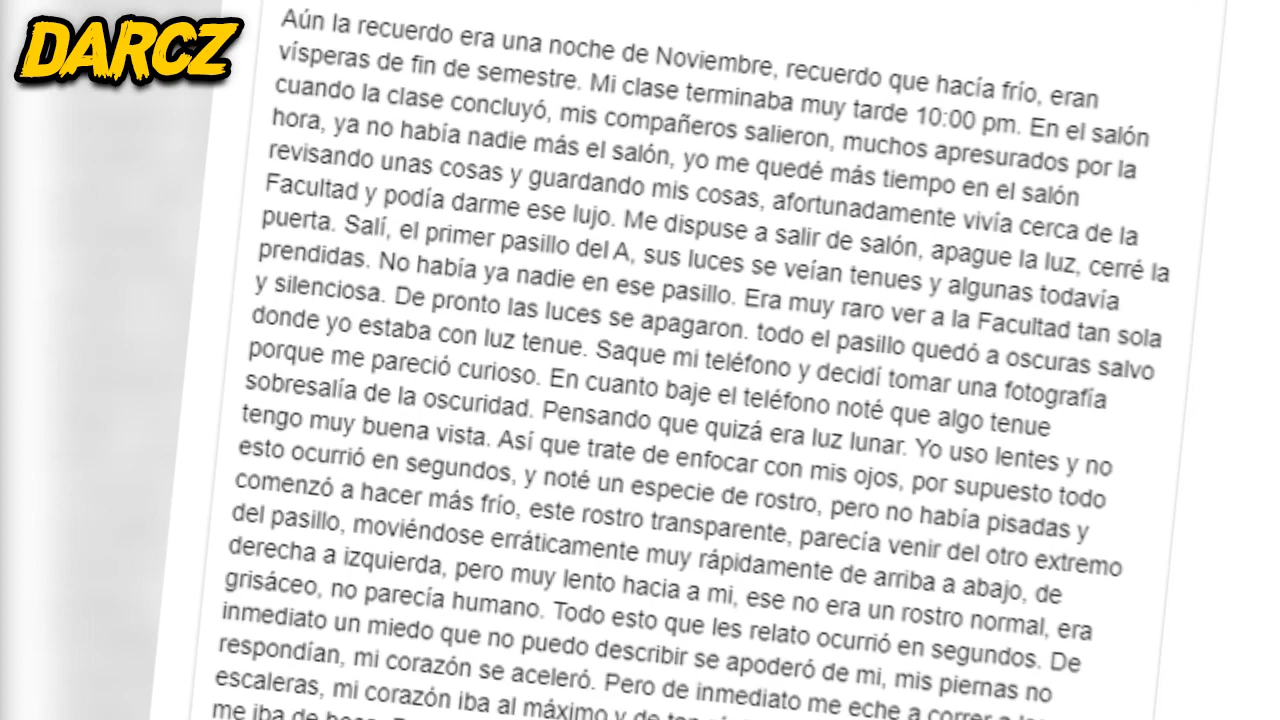 DARCZ
Aún la recuerdo era una noche de Noviembre, recuerdo que hacía frío, eran
vísperas de fin de semestre. Mi clase terminaba muy tarde 10:00 pm. En el salón
cuando la clase concluyó, mis compañeros salieron, muchos apresurados por la
hora, ya no había nadie más el salón, yo me quedé más tiempo en el salón
revisando unas cosas y guardando mis cosas, afortunadamente vivía cerca de la
Facultad y podía darme ese lujo. Me dispuse a salir de salón, apague la luz, cerré la
puerta. Salí, el primer pasillo del A, sus luces se veían tenues y algunas todavía
prendidas. No había ya nadie en ese pasillo. Era muy raro ver a la Facultad tan sola
y silenciosa. De pronto las luces se apagaron. todo el pasillo quedó a oscuras salvo
donde yo estaba con luz tenue. Saque mi teléfono y decidí tomar una fotografía
porque me pareció curioso. En cuanto baje el teléfono noté que algo tenue
sobresalía de la oscuridad. Pensando que quizá era luz lunar. Yo uso lentes y no
tengo muy buena vista. Así que trate de enfocar con mis ojos, por supuesto todo
esto ocurrió en segundos, y noté un especie de rostro, pero no había pisadas y
comenzó a hacer más frío, este rostro transparente, parecía venir del otro extremo
del pasillo, moviéndose erráticamente muy rápidamente de arriba a abajo, de
derecha a izquierda, pero muy lento hacia a mi, ese no era un rostro normal, era
grisáceo, no parecía humano. Todo esto que les relato ocurrió en segundos. De
inmediato un miedo que no puedo describir se apoderó de mi, mis piernas no
respondían, mi corazón se aceleró. Pero de inmediato me eche a correr a
escaleras, mi corazón iba al máximo y de
me iba de